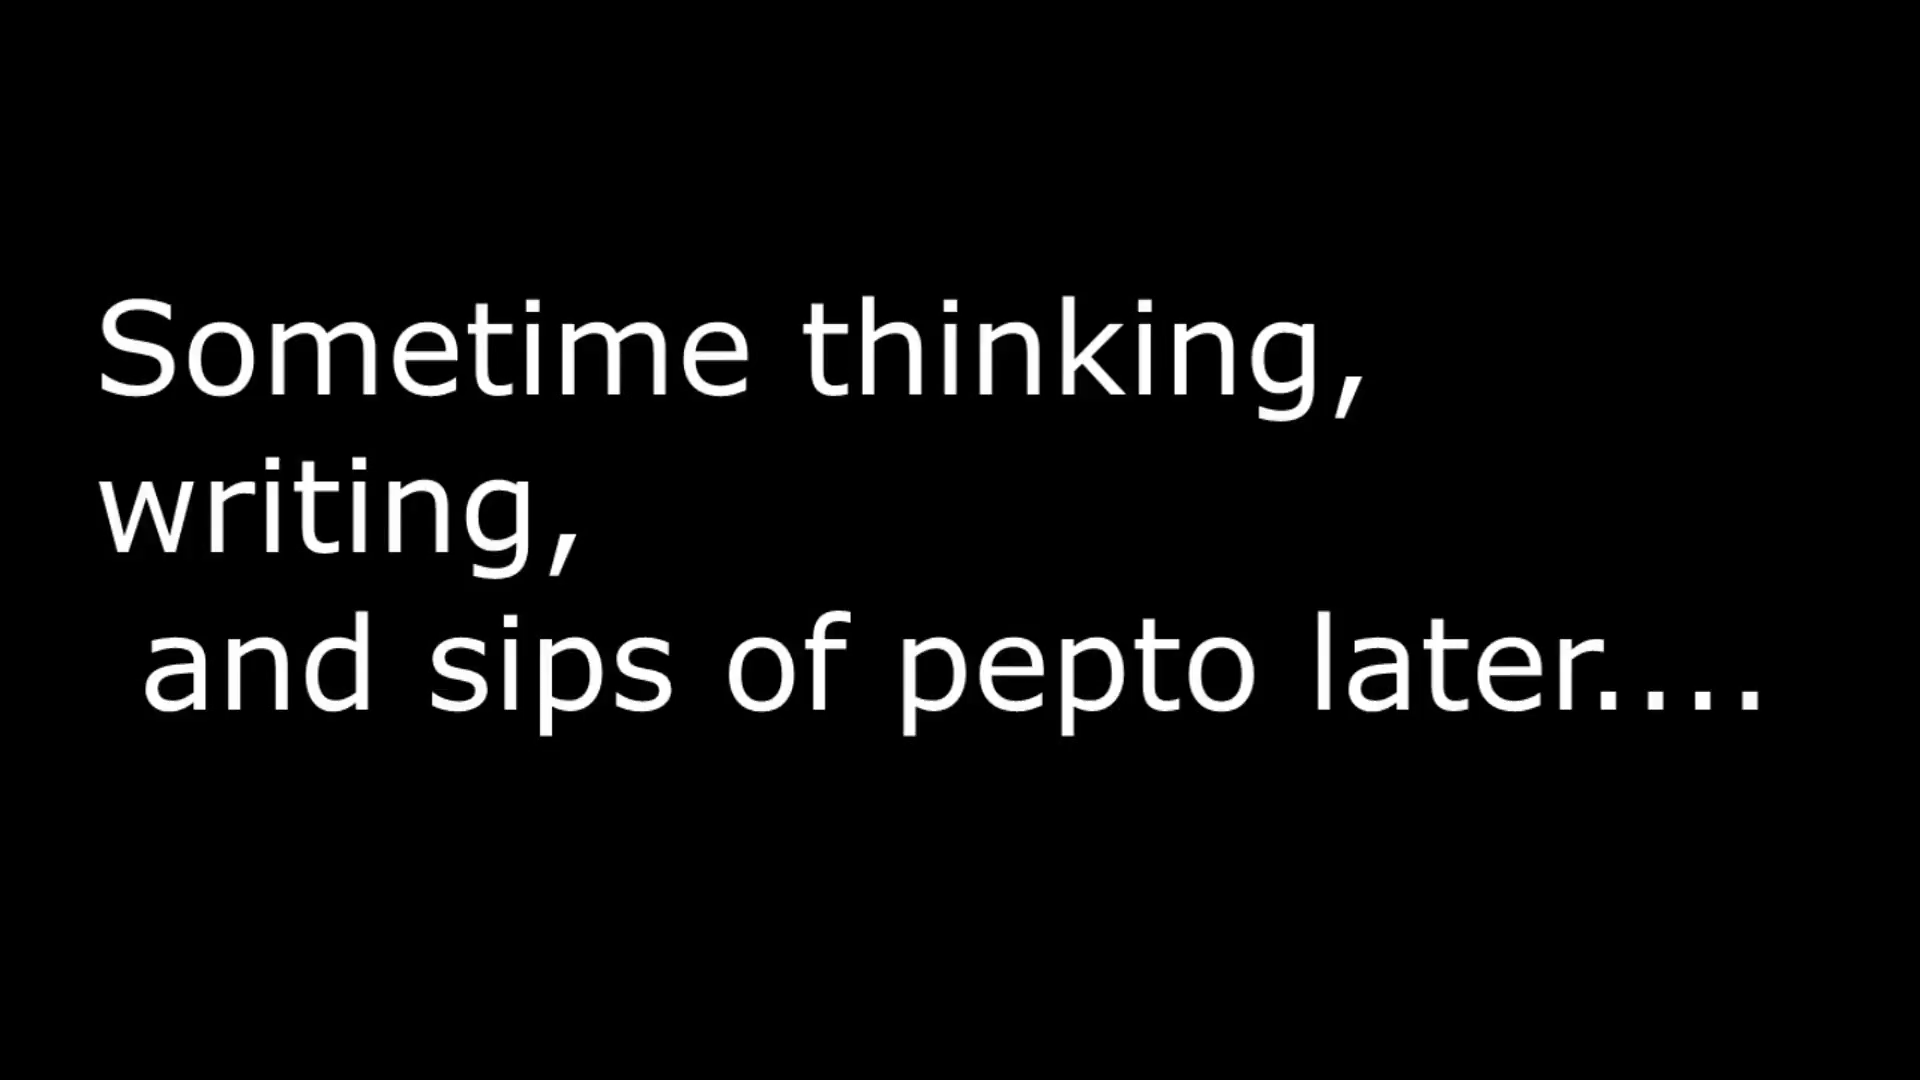 Sometime thinking,
writing,
and sips of pepto later....